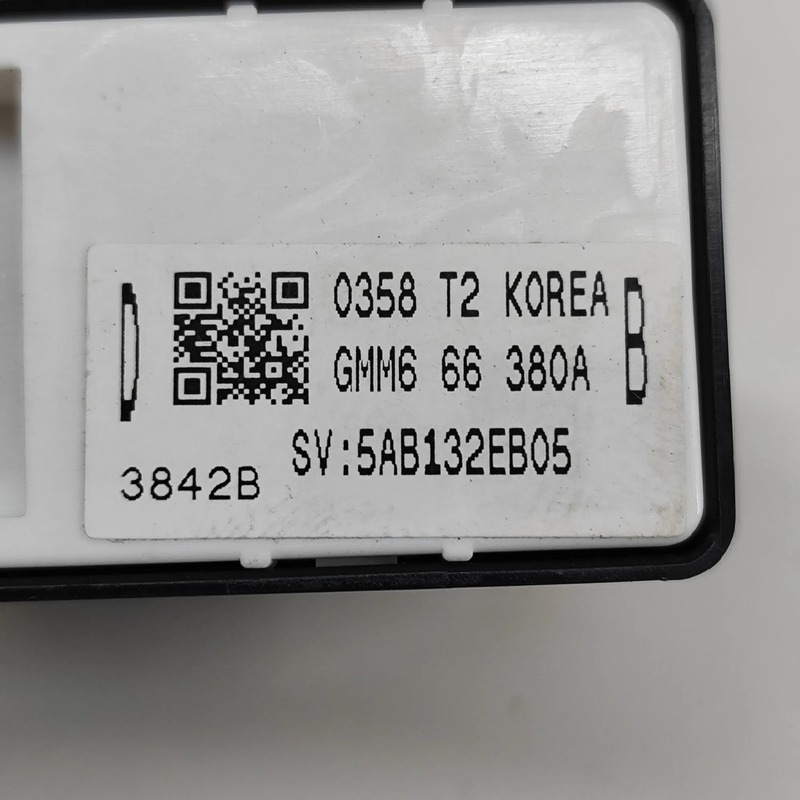 0358 T2 KOREA
GMM6 66 380A
SV:5AB132EB05
3842B
D
B